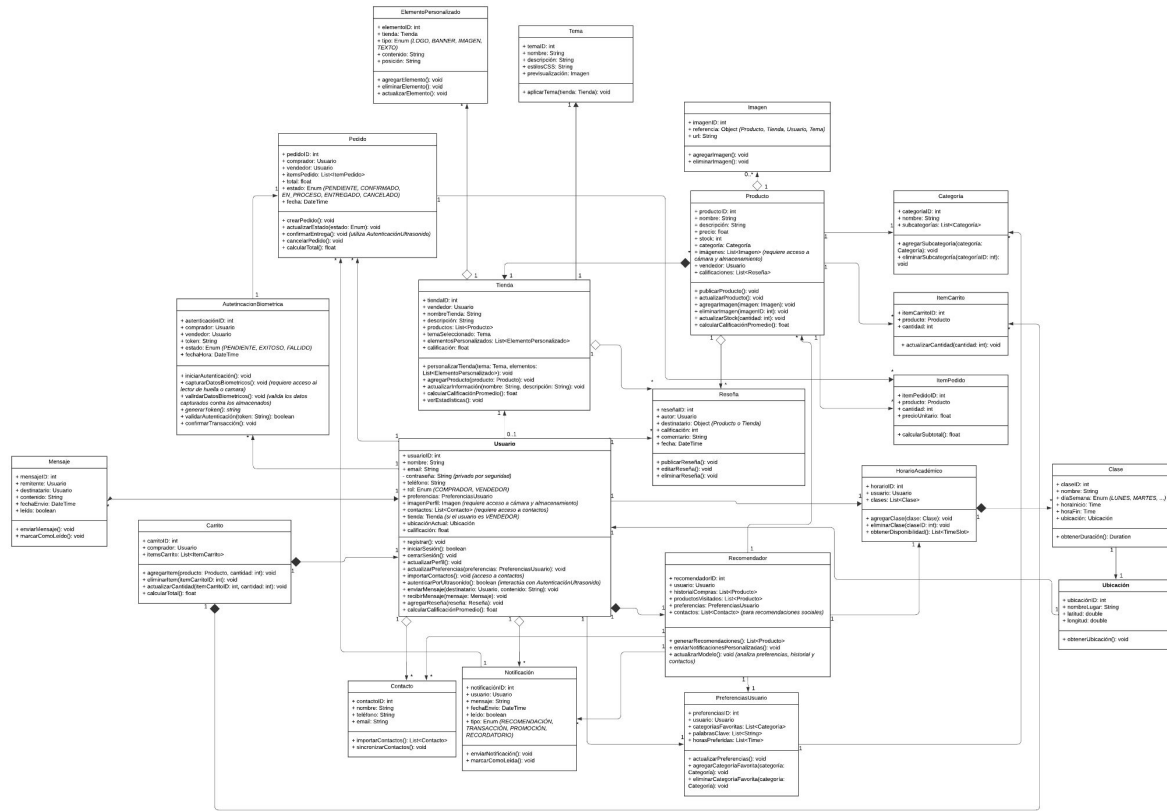 ElementoPersonalizado
+ elementoID: int
+ tienda: Tienda
+ tipo: Enum (LOGO, BANNER, IMAGEN,
TEXTO)
+ contenido: String
+ posición: String
+ agregarElemento(): void
+ eliminarElemento(): void
+ actualizarElemento(): void
Tema
+ temaID: int
+ nombre: String
+ descripción: String
+ estilosCSS: String
+ previsualización: Imagen
+ aplicarTema(tienda: Tienda): void
Imagen
+ imagenID: int
+ referencia: Object (Producto, Tienda, Usuario, Tema)
+ url: String
+ agregarImagen(): void
+ eliminarImagen(): void
Pedido
+ pedidoID: int
+ comprador: Usuario
+ vendedor: Usuario
+ itemsPedido: List<ItemPedido>
+ total: float
+ estado: Enum (PENDIENTE, CONFIRMADO,
EN_PROCESO, ENTREGADO, CANCELADO)
+ fecha: DateTime
+ crearPedido(): void
+ actualizarEstado(estado: Enum): void
+ confirmarEntrega(): void (utiliza AutenticaciónUltrasonido)
+ cancelarPedido(): void
+ calcularTotal(): float
Producto
+ productoID: int
+ nombre: String
+ descripción: String
+ precio: float
+ stock: int
+ categoria: Categoria
+ imágenes: List<Imagen> (requiere acceso a
cámara y almacenamiento)
+ vendedor: Usuario
+ calificaciones: List<Reseña>
+ publicarProducto(): void
+ actualizarProducto(): void
+ agregarImagen(imagen: Imagen): void
+ eliminarImagen(imagenID: int): void
+ actualizarStock(cantidad: int): void
+ calcularCalificaciónPromedio(): float
Categoría
+ categoríaID: int
+ nombre: String
+ subcategorías: List<Categoría>
+ agregarSubcategoría(categoría:
Categoría): void
+ eliminarSubcategoría(categoríaID: int):
void
Tienda
+ tiendaID: int
+ vendedor: Usuario
+ nombreTienda: String
+ descripción: String
+ productos: List<Producto>
+ temaSeleccionado: Tema
+ elementosPersonalizados: List<ElementoPersonalizado>
+ calificación: float
+ personalizarTienda(tema: Tema, elementos:
List<ElementoPersonalizado>): void
+ agregarProducto(producto: Producto): void
+ actualizarInformación(nombre: String, descripción: String): void
+ calcularCalificaciónPromedio(): float
+ verEstadísticas(): void
AutetincacionBiometrica
+ autenticaciónID: int
+ comprador: Usuario
+ vendedor: Usuario
+ token: String
+ estado: Enum (PENDIENTE, EXITOSO, FALLIDO)
+ fechaHora: DateTime
+ iniciarAutenticación(): void
+ capturarDatosBiometricos(): void (requiere acceso al
lector de huella o camara)
+ validarDatosBiometricos(): void (valida los datos
capturados contra los almacenados)
+ generarToken(): string
+ validarAutenticación(token: String): boolean
+ confirmarTransacción(): void
ItemCarrito
+ itemCarritoID: int
+ producto: Producto
+ cantidad: int
+ actualizarCantidad(cantidad: int): void
ItemPedido
+ itemPedidoID: int
+ producto: Producto
+ cantidad: int
+ precioUnitario: float
+ calcularSubtotal(): float
Reseña
+ reseñaID: int
+ autor: Usuario
+ destinatario: Object (Producto o Tienda)
+ calificación: int
+ comentario: String
+ fecha: DateTime
+ publicarReseña(): void
+ editarReseña(): void
+ eliminarReseña(): void
Usuario
+ usuarioID: int
+ nombre: String
+ email: String
- contraseña: String (privado por seguridad)
+ teléfono: String
+ rol: Enum (COMPRADOR, VENDEDOR)
+ preferencias: PreferenciasUsuario
+ imagenPerfil: Imagen (requiere acceso a cámara y almacenamiento)
+ contactos: List<Contacto> (requiere acceso a contactos)
+ tienda: Tienda (si el usuario es VENDEDOR)
+ ubicaciónActual: Ubicación
+ calificación: float
+ registrar(): void
+ iniciarSesión(): boolean
+ cerrarSesión(): void
+ actualizarPerfil(): void
+ actualizarPreferencias(preferencias: PreferenciasUsuario): void
+ importarContactos(): void (acceso a contactos)
+ autenticarPorUltrasonido(): boolean (interactúa con AutenticaciónUltrasonido)
+ enviarMensaje(destinatario: Usuario, contenido: String): void
+ recibirMensaje(mensaje: Mensaje): void
+ agregarReseña(reseña: Reseña): void
+ calcularCalificaciónPromedio(): float
Mensaje
+ mensajeID: int
+ remitente: Usuario
+ destinatario: Usuario
+ contenido: String
+ fechaEnvío: DateTime
+ leído: boolean
+ enviarMensaje(): void
+ marcarComoLeído(): void
Carrito
+ carritoID: int
+ comprador: Usuario
+ itemsCarrito: List<ItemCarrito>
+ agregarItem(producto: Producto, cantidad: int): void
+ eliminarItem(itemCarritoID: int): void
+ actualizarCantidad(itemCarritoID: int, cantidad: int): void
+ calcularTotal(): float
HorarioAcadémico
+ horarioID: int
+ usuario: Usuario
+ clases: List<Clase>
+ agregarClase(clase: Clase): void
+ eliminarClase(claseID: int): void
+ obtenerDisponibilidad(): List<TimeSlot>
Clase
+ claseID: int
+ nombre: String
+ díaSemana: Enum (LUNES, MARTES, ...)
+ horaInicio: Time
+ horaFin: Time
+ ubicación: Ubicación
+ obtenerDuración(): Duration
Recomendador
+ recomendadorID: int
+ usuario: Usuario
+ historialCompras: List<Producto>
+ productosVisitados: List<Producto>
+ preferencias: PreferenciasUsuario
+ contactos: List<Contacto> (para recomendaciones sociales)
+ generarRecomendaciones(): List<Producto>
+ enviarNotificacionesPersonalizadas(): void
+ actualizarModelo(): void (analiza preferencias, historial y
contactos)
Ubicación
+ ubicaciónID: int
+ nombreLugar: String
+ latitud: double
+ longitud: double
+ obtenerUbicación(): void
Contacto
+ contactoID: int
+ nombre: String
+ teléfono: String
+ email: String
+ importarContactos(): List<Contacto>
+ sincronizarContactos(): void
Notificación
+ notificaciónID: int
+ usuario: Usuario
+ mensaje: String
+ fechaEnvío: DateTime
+ leído: boolean
+ tipo: Enum (RECOMENDACIÓN,
TRANSACCIÓN, PROMOCIÓN,
RECORDATORIO)
+ enviarNotificación(): void
+ marcarComoLeída(): void
PreferenciasUsuario
+ preferenciasID: int
+ usuario: Usuario
+ categoríasFavoritas: List<Categoría>
+ palabrasClave: List<String>
+ horasPreferidas: List<Time>
+ actualizarPreferencias(): void
+ agregarCategoríaFavorita(categoría:
Categoría): void
+ eliminarCategoríaFavorita(categoría:
Categoría): void